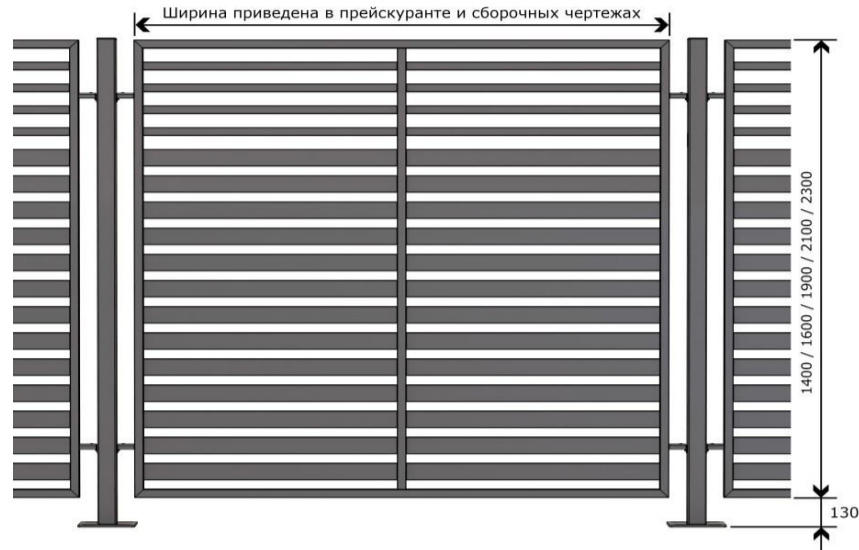 Ширина приведена в прейскуранте и сборочных чертежах
1400 / 1600 / 1900 / 2100 / 2300
130